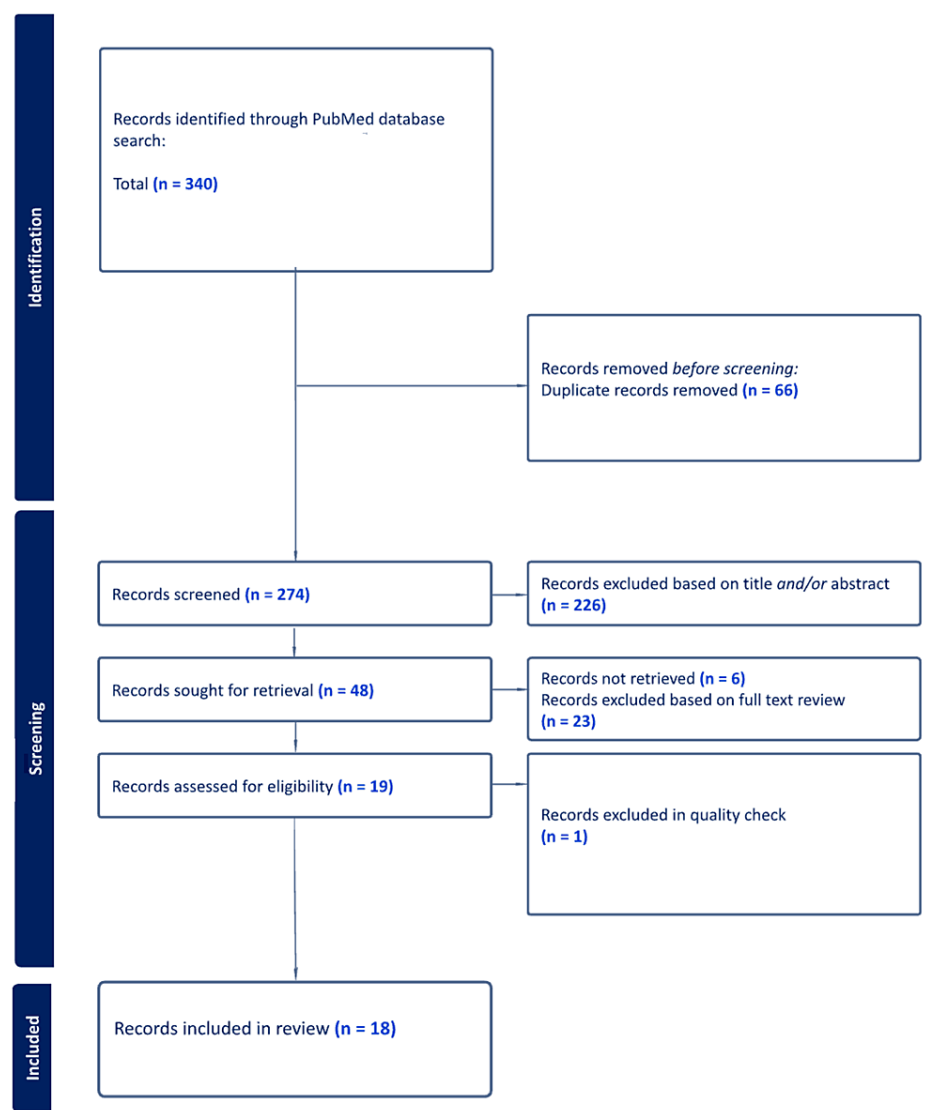 Identification
Records identified through PubMed database
search:
Total (n = 340)
Records removed before screening:
Duplicate records removed (n = 66)
Screening
Records screened (n = 274)
Records excluded based on title and/or abstract
(n = 226)
Records sought for retrieval (n = 48)
Records not retrieved (n = 6)
Records excluded based on full text review
(n = 23)
Records assessed for eligibility (n = 19)
Records excluded in quality check
(n = 1)
Included
Records included in review (n = 18)